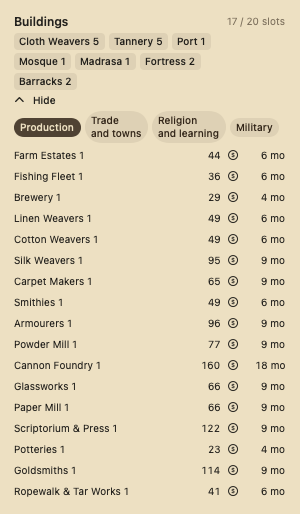 Buildings 17 / 20 slots
Cloth Weavers 5 Tannery 5 Port 1
Mosque 1 Madrasa 1 Fortress 2
Barracks 2
Hide
Production Trade and towns Religion and learning Military
Farm Estates 1 44 6 mo
Fishing Fleet 1 36 6 mo
Brewery 1 29 4 mo
Linen Weavers 1 49 6 mo
Cotton Weavers 1 49 6 mo
Silk Weavers 1 95 9 mo
Carpet Makers 1 65 9 mo
Smithies 1 49 6 mo
Armourers 1 96 9 mo
Powder Mill 1 77 9 mo
Cannon Foundry 1 160 18 mo
Glassworks 1 66 9 mo
Paper Mill 1 66 9 mo
Scriptorium & Press 1 122 9 mo
Potteries 1 23 4 mo
Goldsmiths 1 114 9 mo
Ropewalk & Tar Works 1 41 6 mo